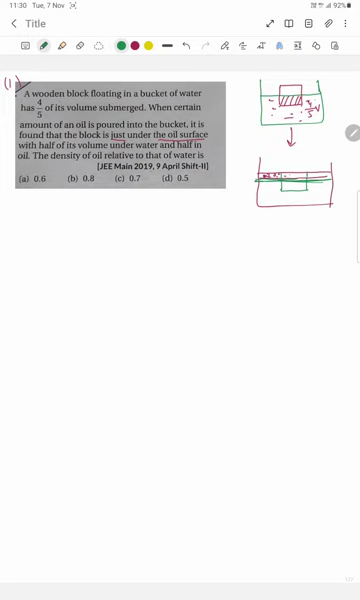 11:30 Tue, 7 Nov
92%
Title
(1)
A wooden block floating in a bucket of water
has 4/5 of its volume submerged. When certain
amount of an oil is poured into the bucket, it is
found that the block is just under the oil surface
with half of its volume under water and half in
oil. The density of oil relative to that of water is
[JEE Main 2019, 9 April Shift-II]
(a) 0.6 (b) 0.8 (c) 0.7 (d) 0.5
4/5 V